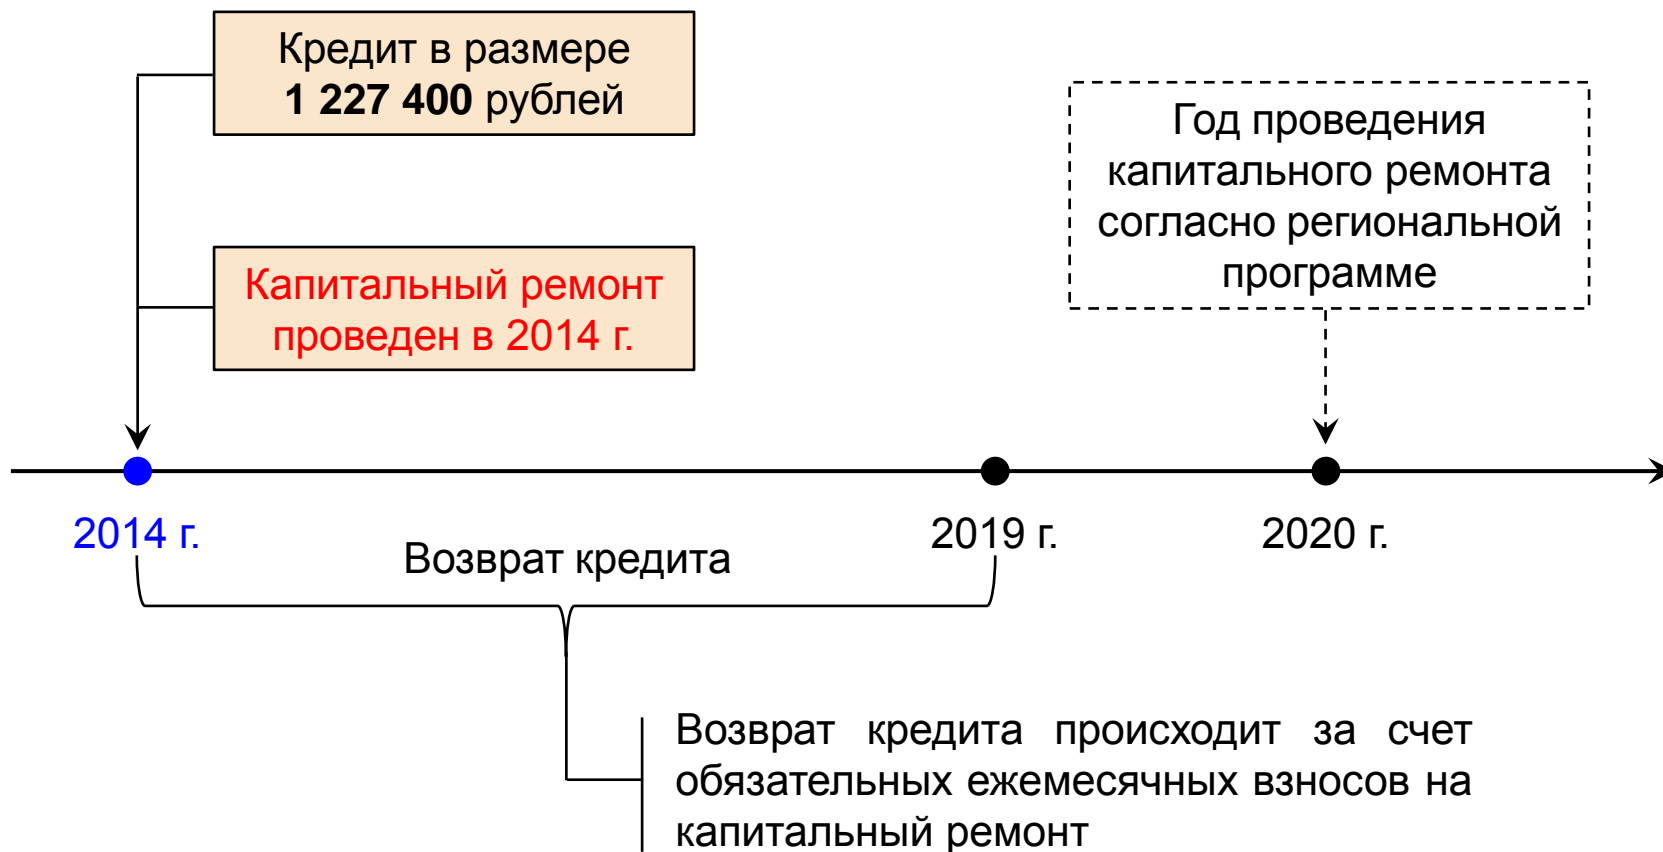 Кредит в размере
1 227 400 рублей
Год проведения
капитального ремонта
согласно региональной
программе
Капитальный ремонт
проведен в 2014 г.
2014 г.
2019 г.
2020 г.
Возврат кредита
Возврат кредита происходит за счет
обязательных ежемесячных взносов на
капитальный ремонт